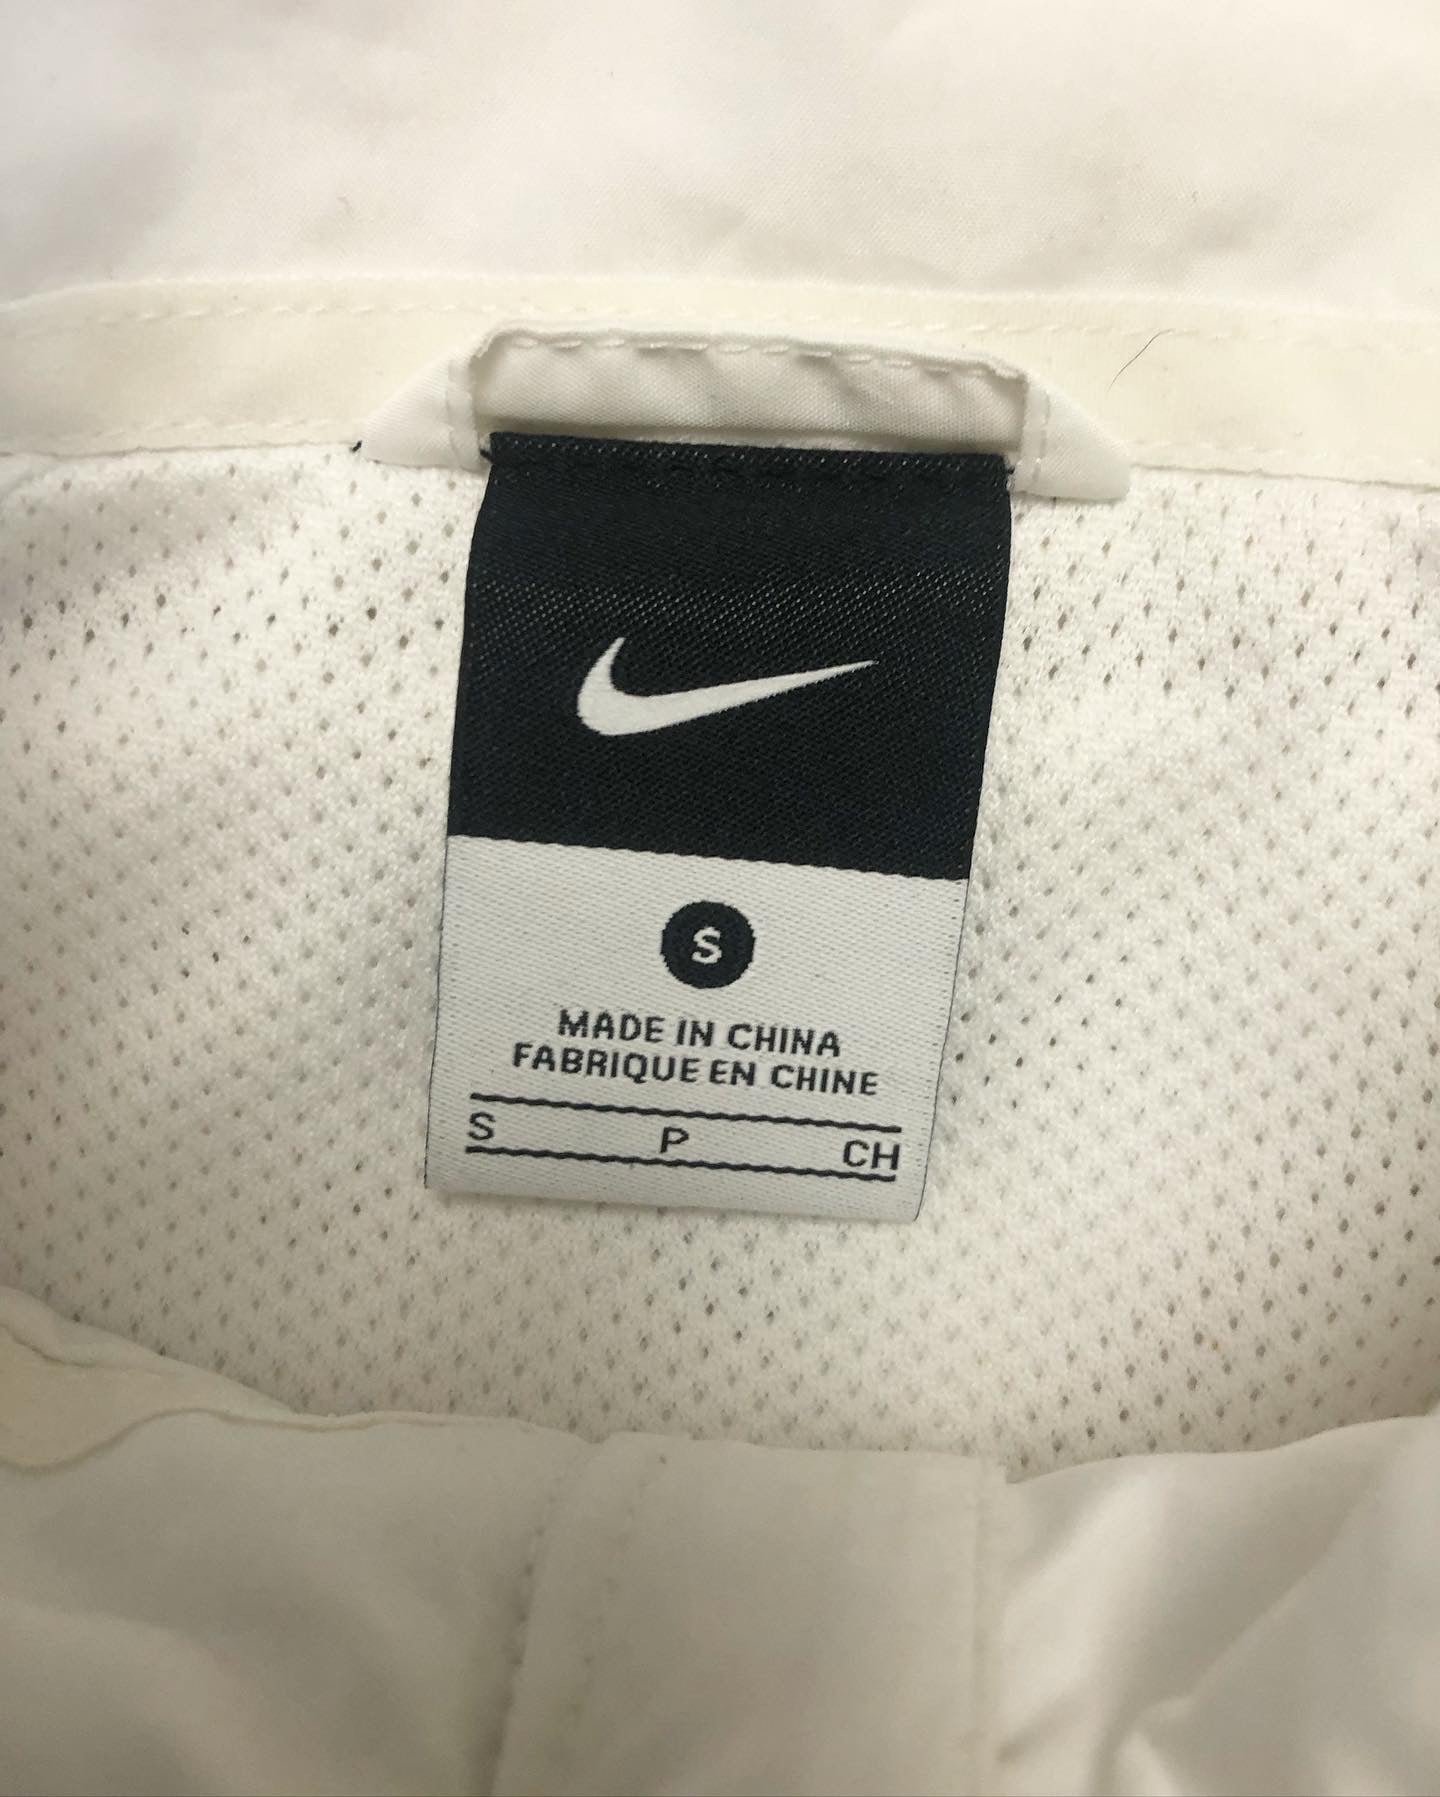 S
MADE IN CHINA
FABRIQUE EN CHINE
S P CH